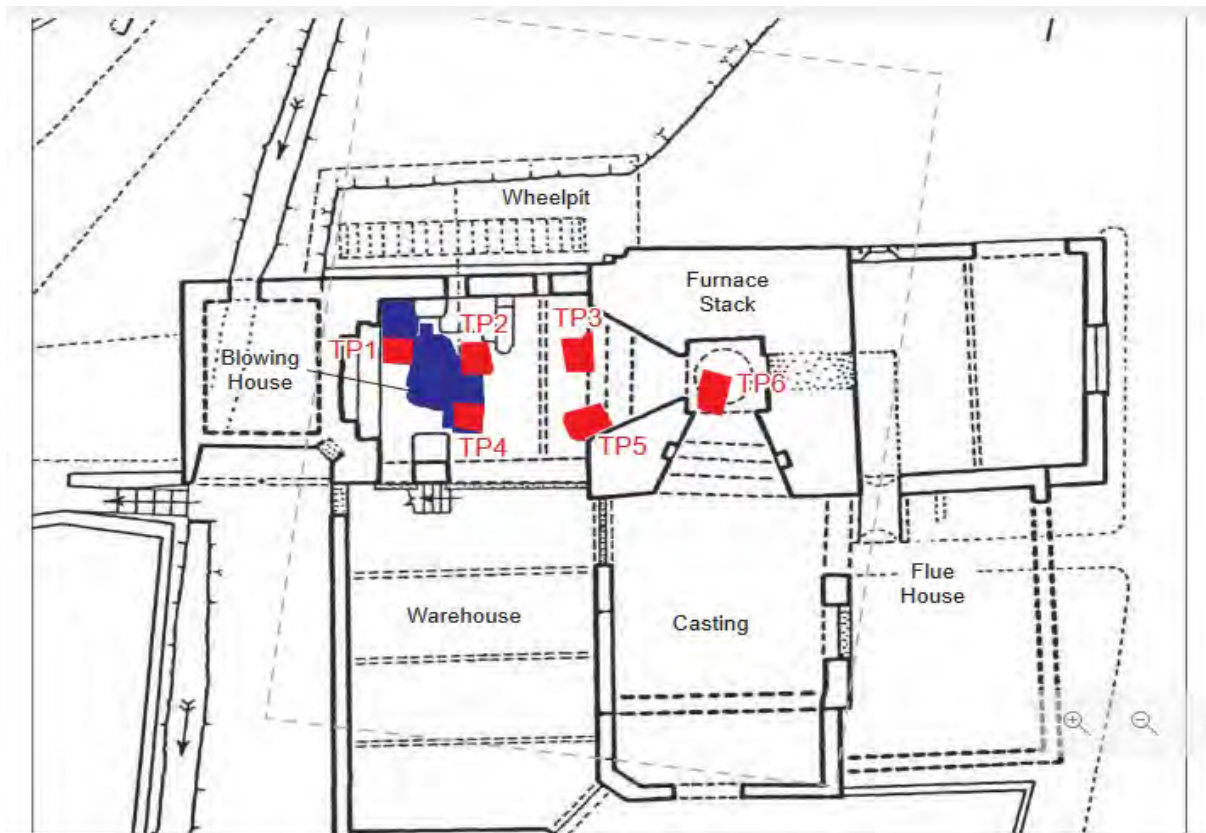 Wheelpit
Furnace
Stack
TP2
TP3
TP1
Blowing
House
TP6
TP4
TP5
Flue
House
Warehouse
Casting